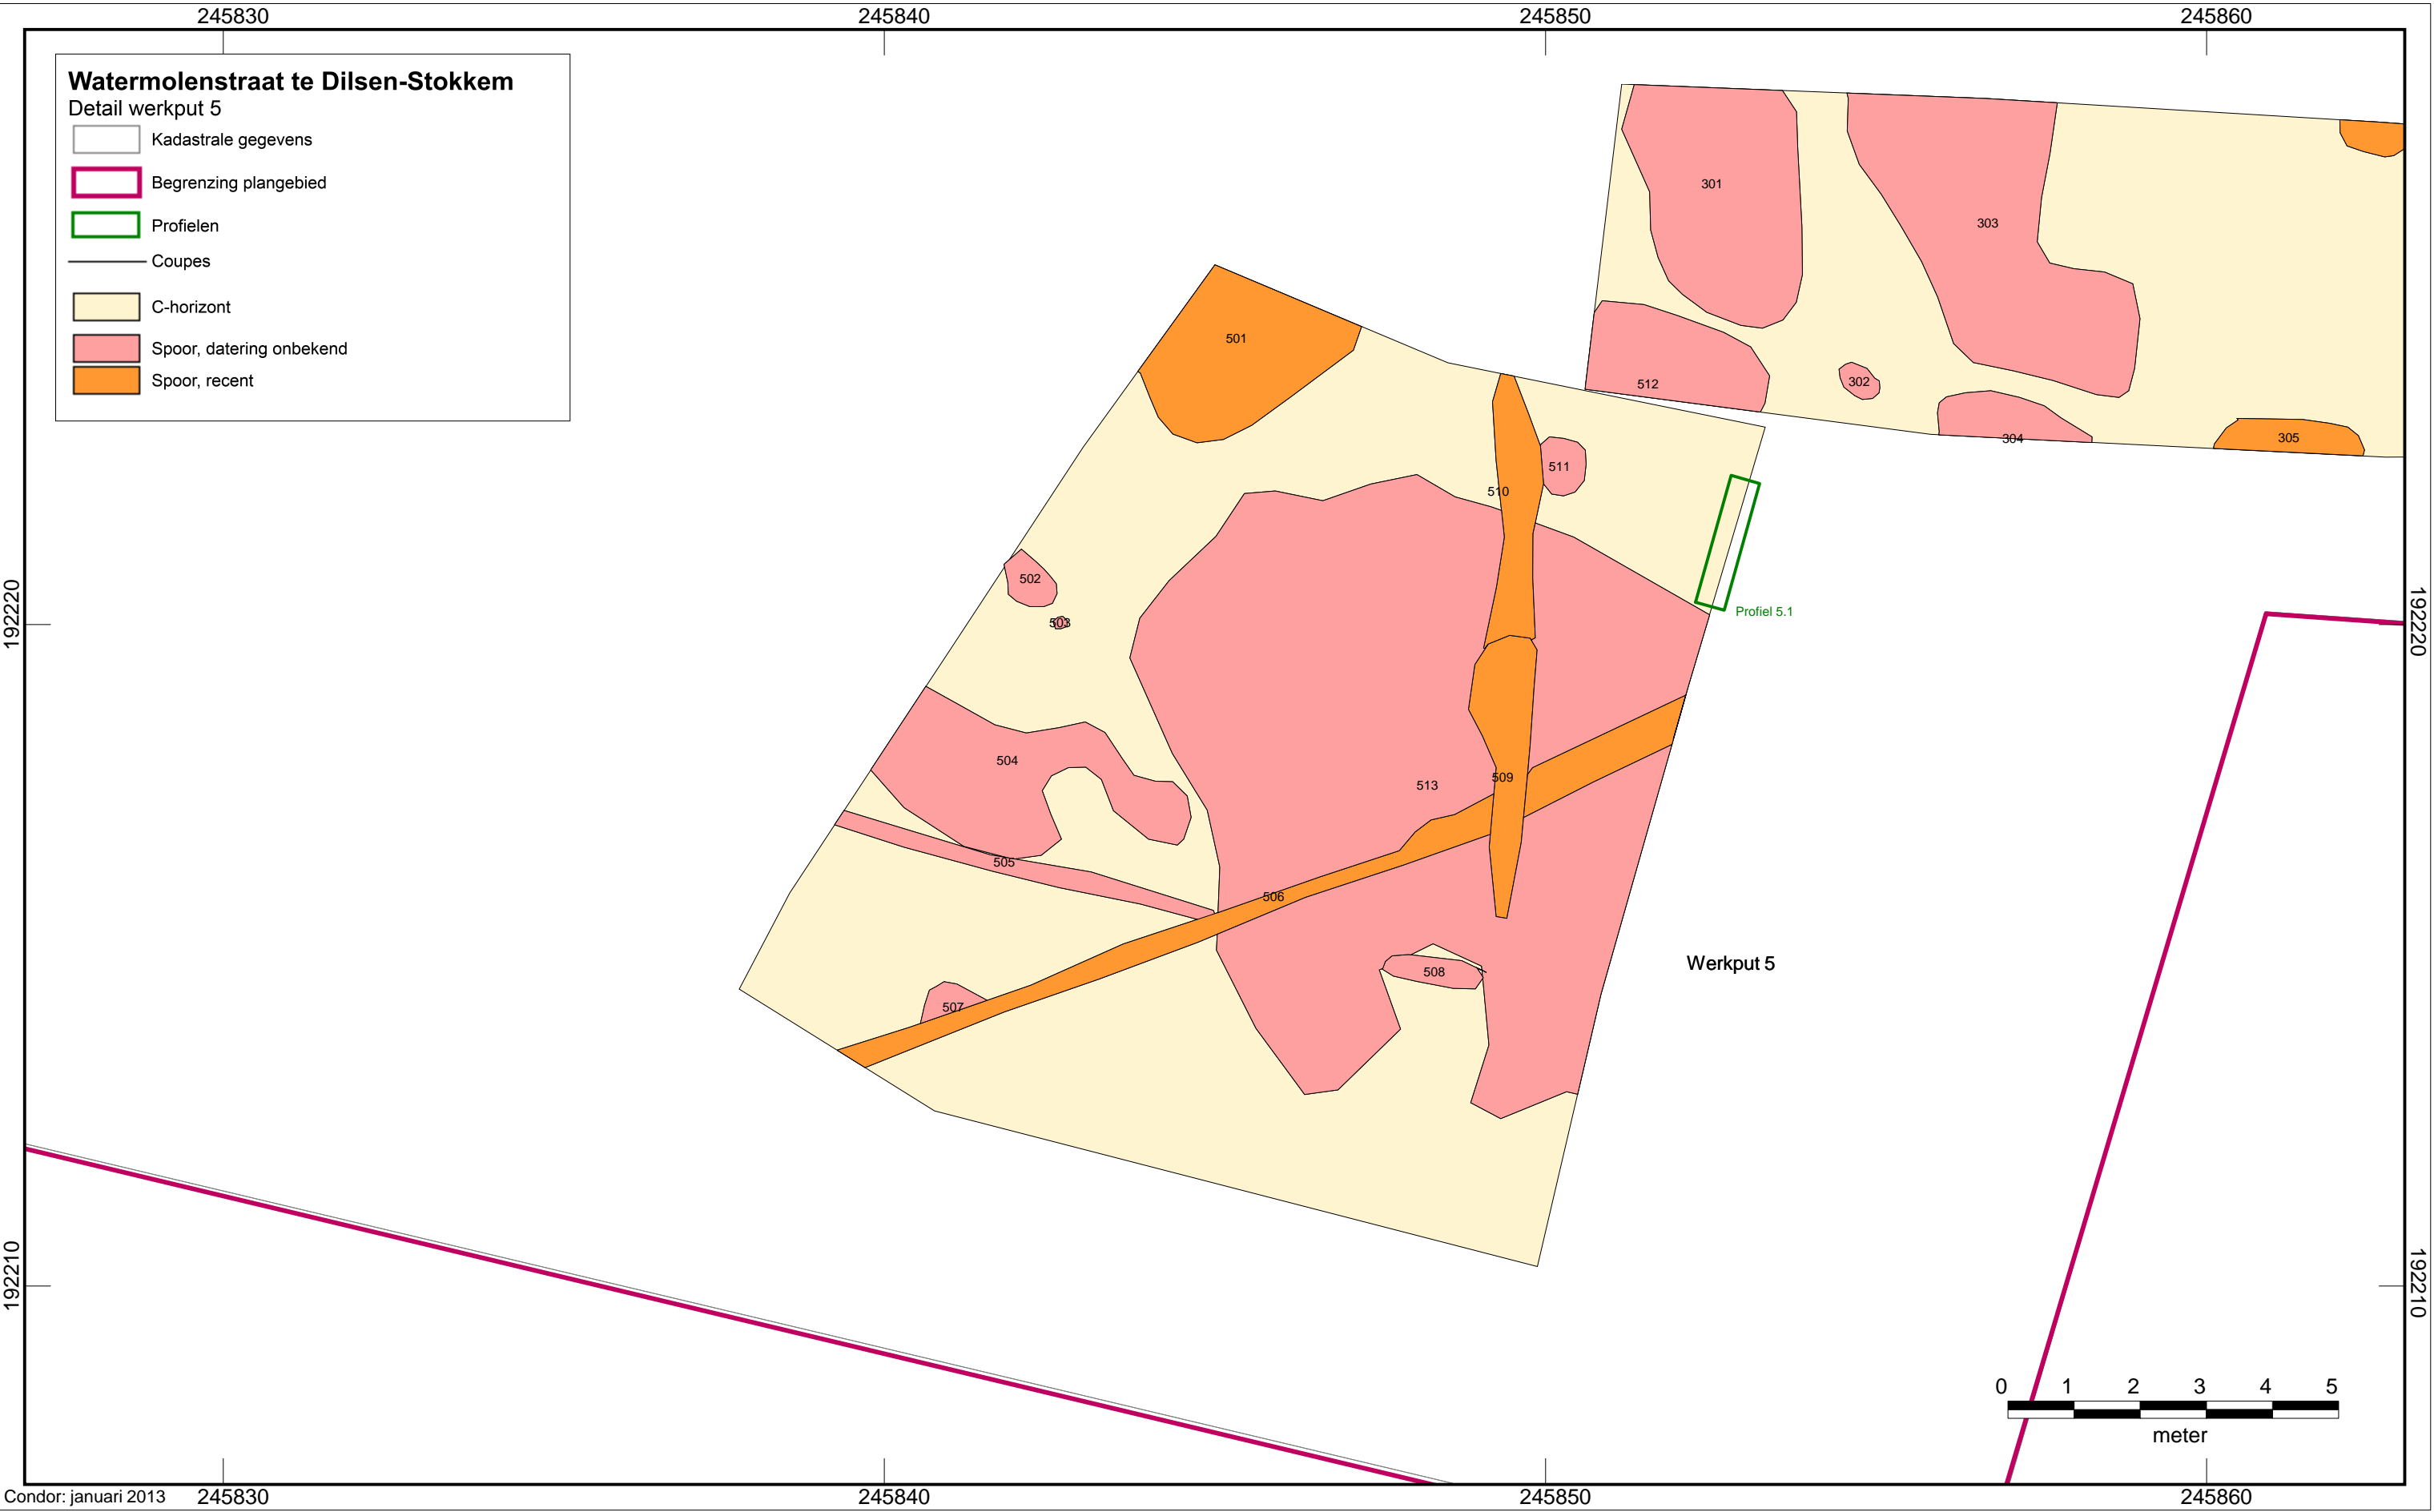 245830 245840 245850 245860
Watermolenstraat te Dilsen-Stokkem
Detail werkput 5
Kadastrale gegevens
Begrenzing plangebied
Profielen
Coupes
C-horizont
Spoor, datering onbekend
Spoor, recent
301
303
501
512
302
304
305
511
510
502
503
192220
192220
Profiel 5.1
504
513
509
505
506
508
Werkput 5
507
192210
192210
0 1 2 3 4 5
meter
Condor: januari 2013
245830 245840 245850 245860